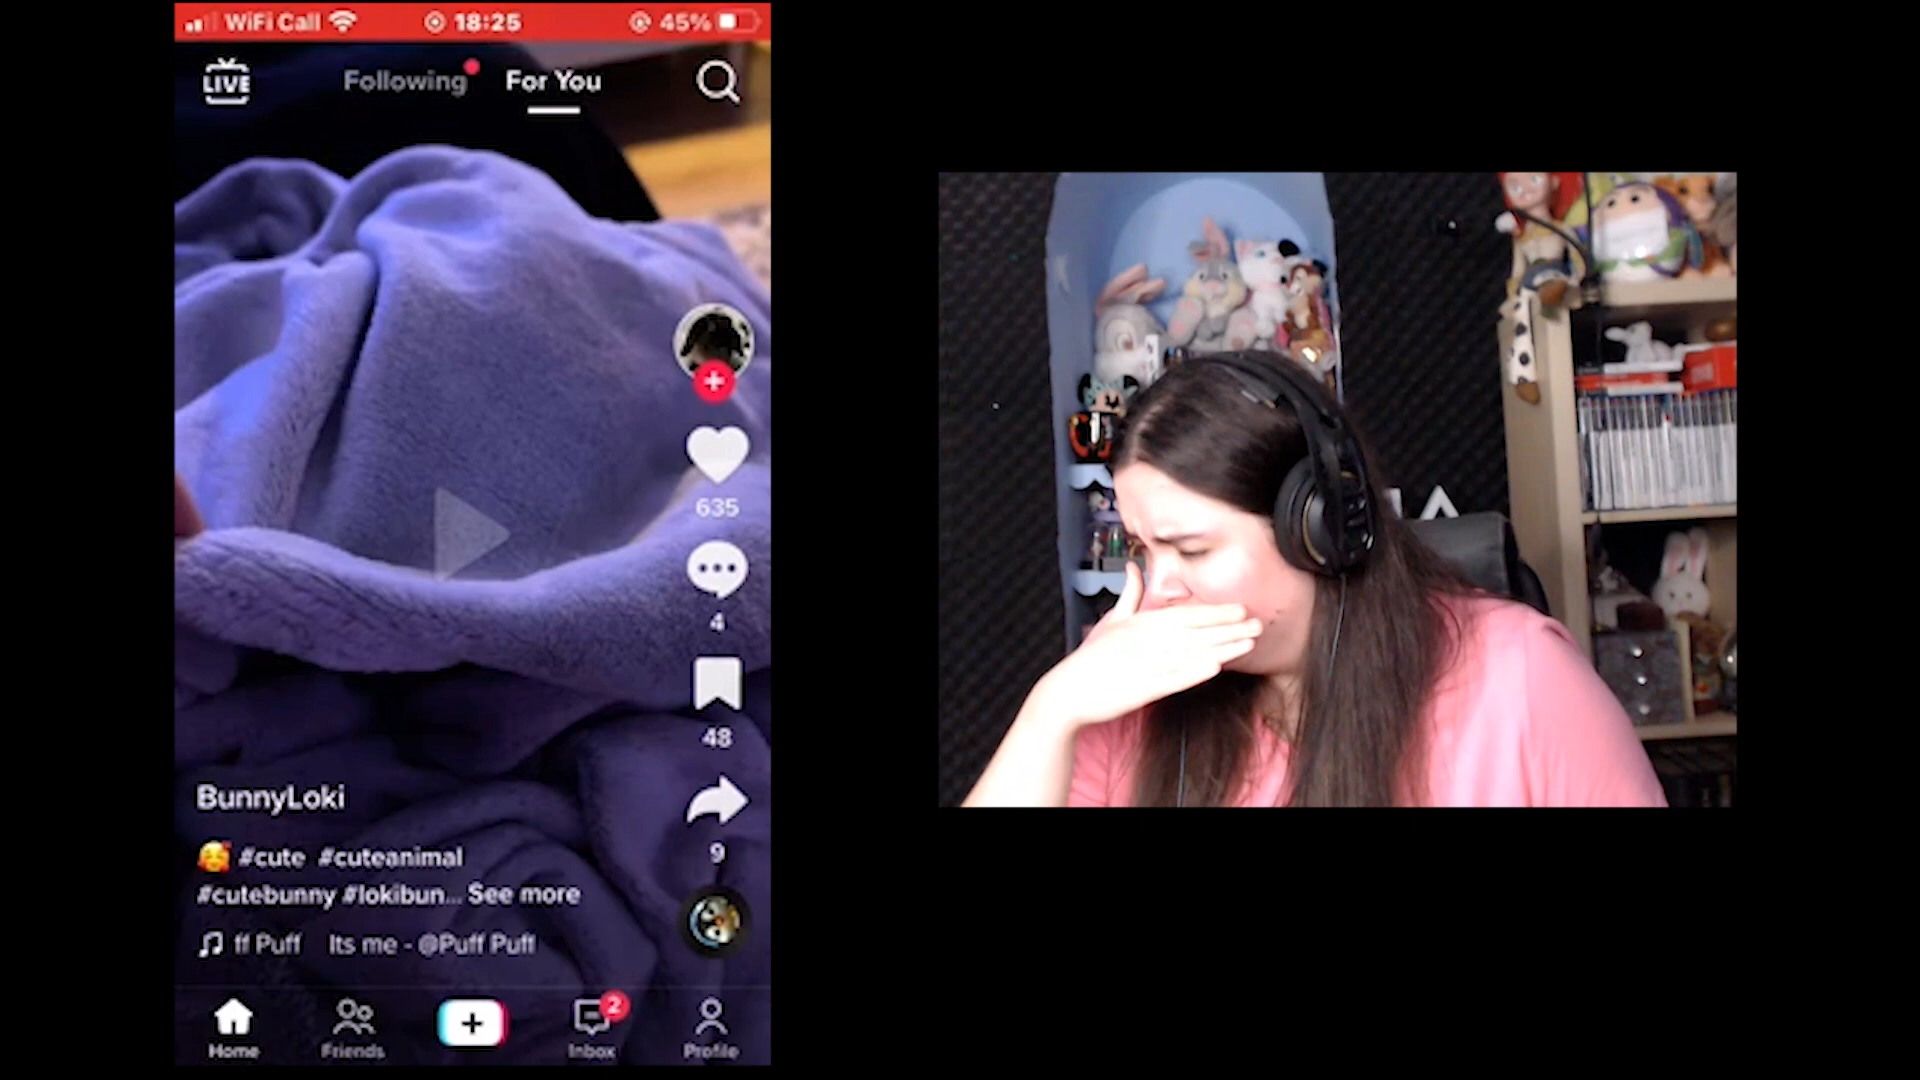 WiFi Call 18:25 45%
LIVE Following For You
635
4
48
9
BunnyLoki
🥰 #cute #cuteanimal
#cutebunny #lokibun... See more
ff Puff Its me - @Puff Puff
2
Home Friends Inbox Profile